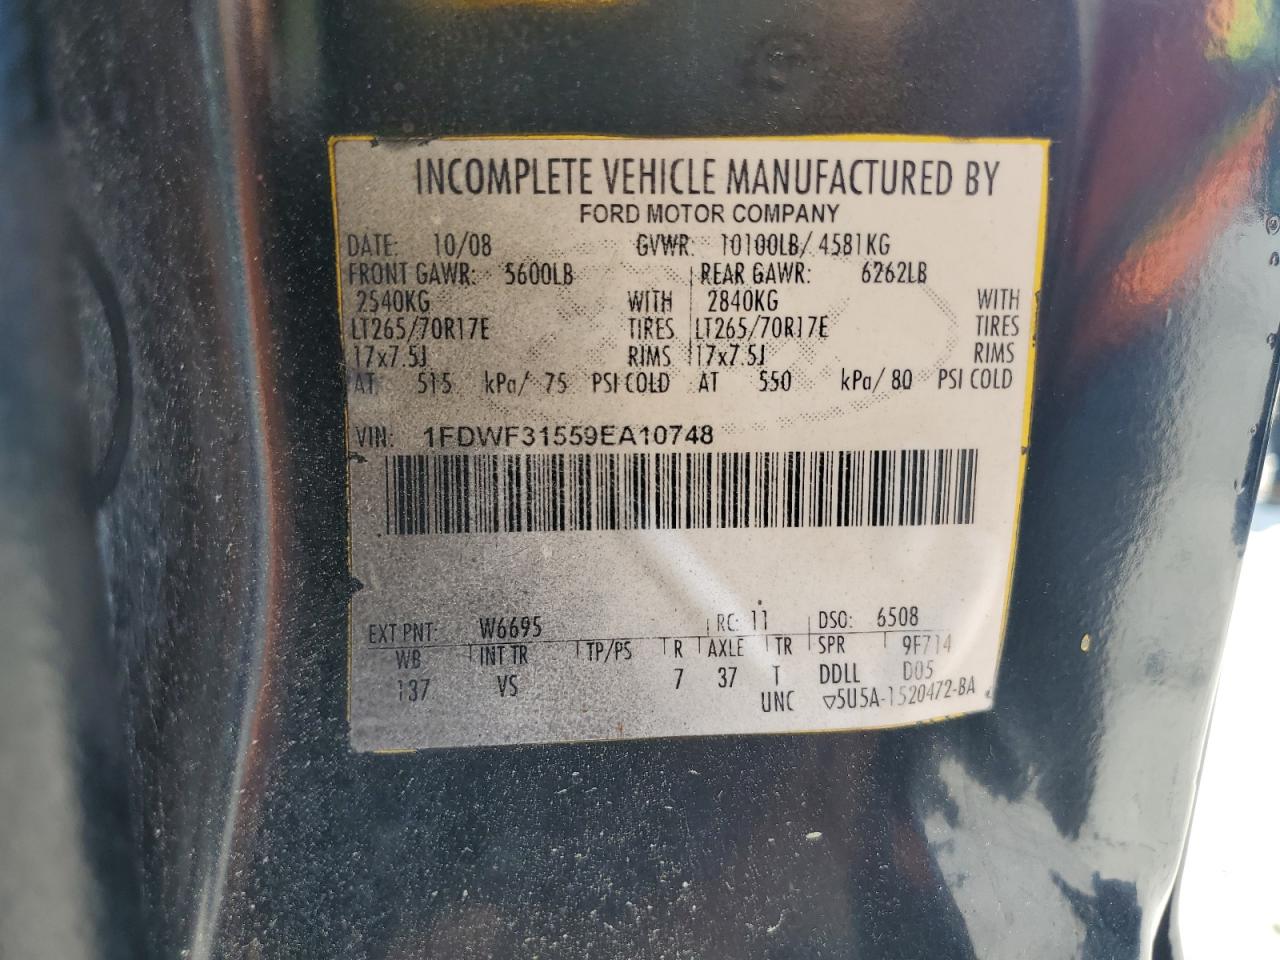 INCOMPLETE VEHICLE MANUFACTURED BY
FORD MOTOR COMPANY
DATE: 10/08 GVWR: 10100LB/ 4581KG
FRONT GAWR: 5600LB REAR GAWR: 6262LB
2540KG WITH 2840KG WITH
LT265/70R17E TIRES LT265/70R17E TIRES
17x7.5J RIMS 17x7.5J RIMS
AT 515 kPa/ 75 PSI COLD AT 550 kPa/ 80 PSI COLD
VIN: 1FDWF31559EA10748
EXT PNT: W6695 RC: 11 DSO: 6508
WB INT TR TP/PS R AXLE TR SPR 9F714
137 VS 7 37 T DDLL D05
UNC ▽5U5A-1520472-BA